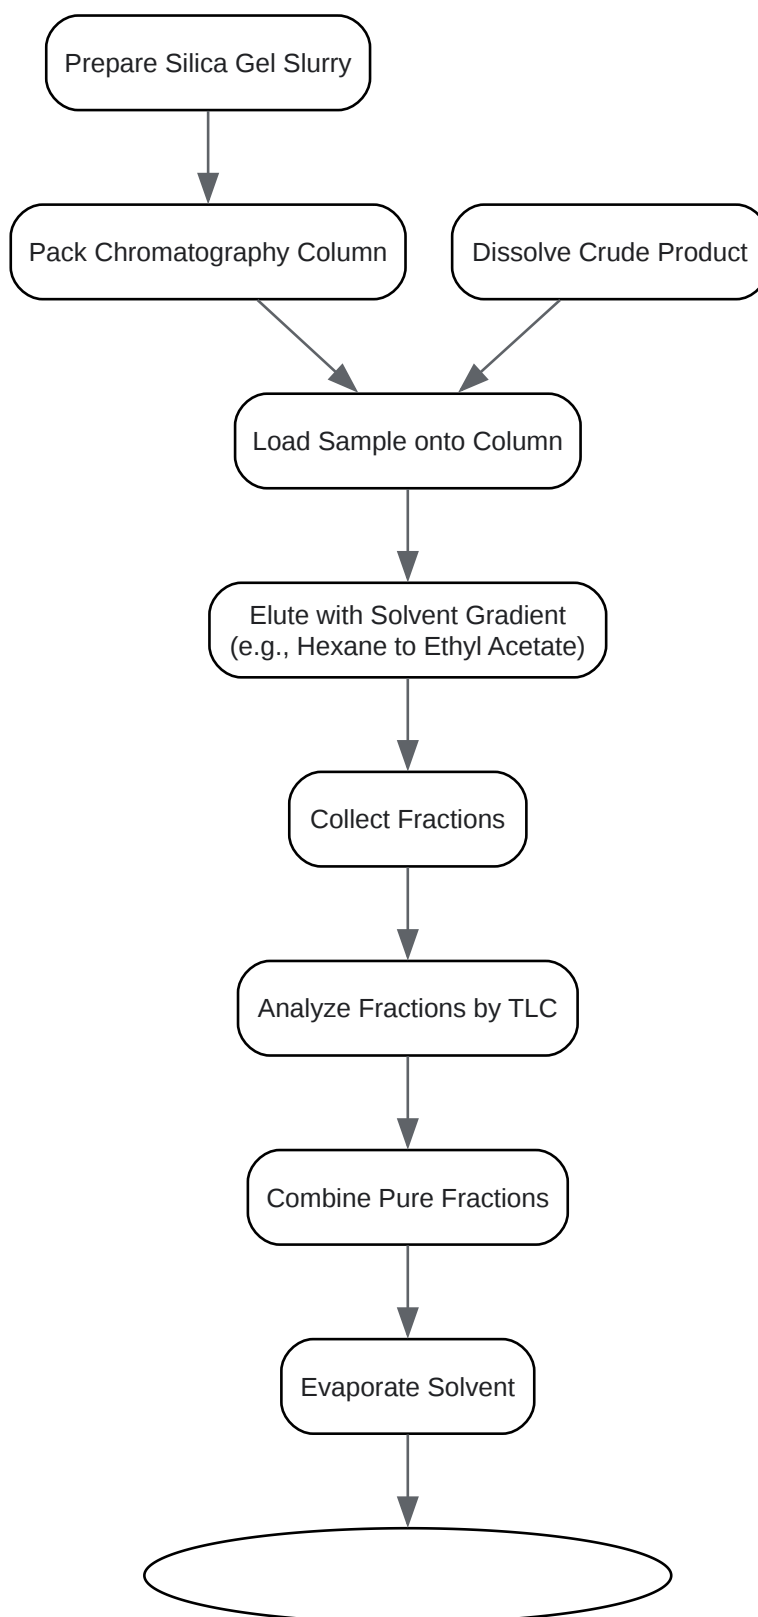 Prepare Silica Gel Slurry
Pack Chromatography Column
Dissolve Crude Product
Load Sample onto Column
Elute with Solvent Gradient
(e.g., Hexane to Ethyl Acetate)
Collect Fractions
Analyze Fractions by TLC
Combine Pure Fractions
Evaporate Solvent